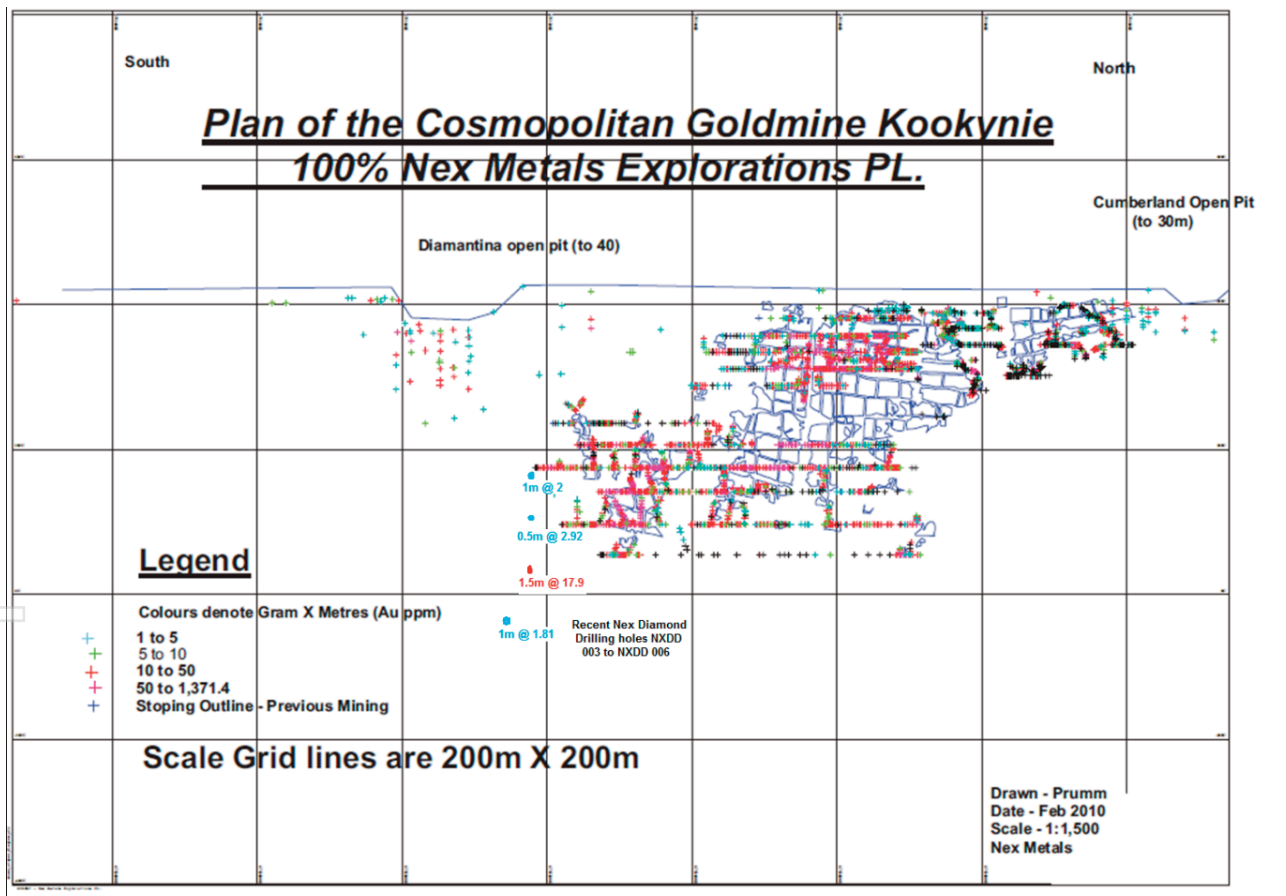 South
North
Plan of the Cosmopolitan Goldmine Kookynie
100% Nex Metals Explorations PL.
Cumberland Open Pit
(to 30m)
Diamantina open pit (to 40)
1m @ 2
0.5m @ 2.92
1.5m @ 17.9
1m @ 1.81
Recent Nex Diamond
Drilling holes NXDD
003 to NXDD 006
Legend
Colours denote Gram X Metres (Au ppm)
1 to 5
5 to 10
10 to 50
50 to 1,371.4
Stoping Outline - Previous Mining
Scale Grid lines are 200m X 200m
Drawn - Prumm
Date - Feb 2010
Scale - 1:1,500
Nex Metals